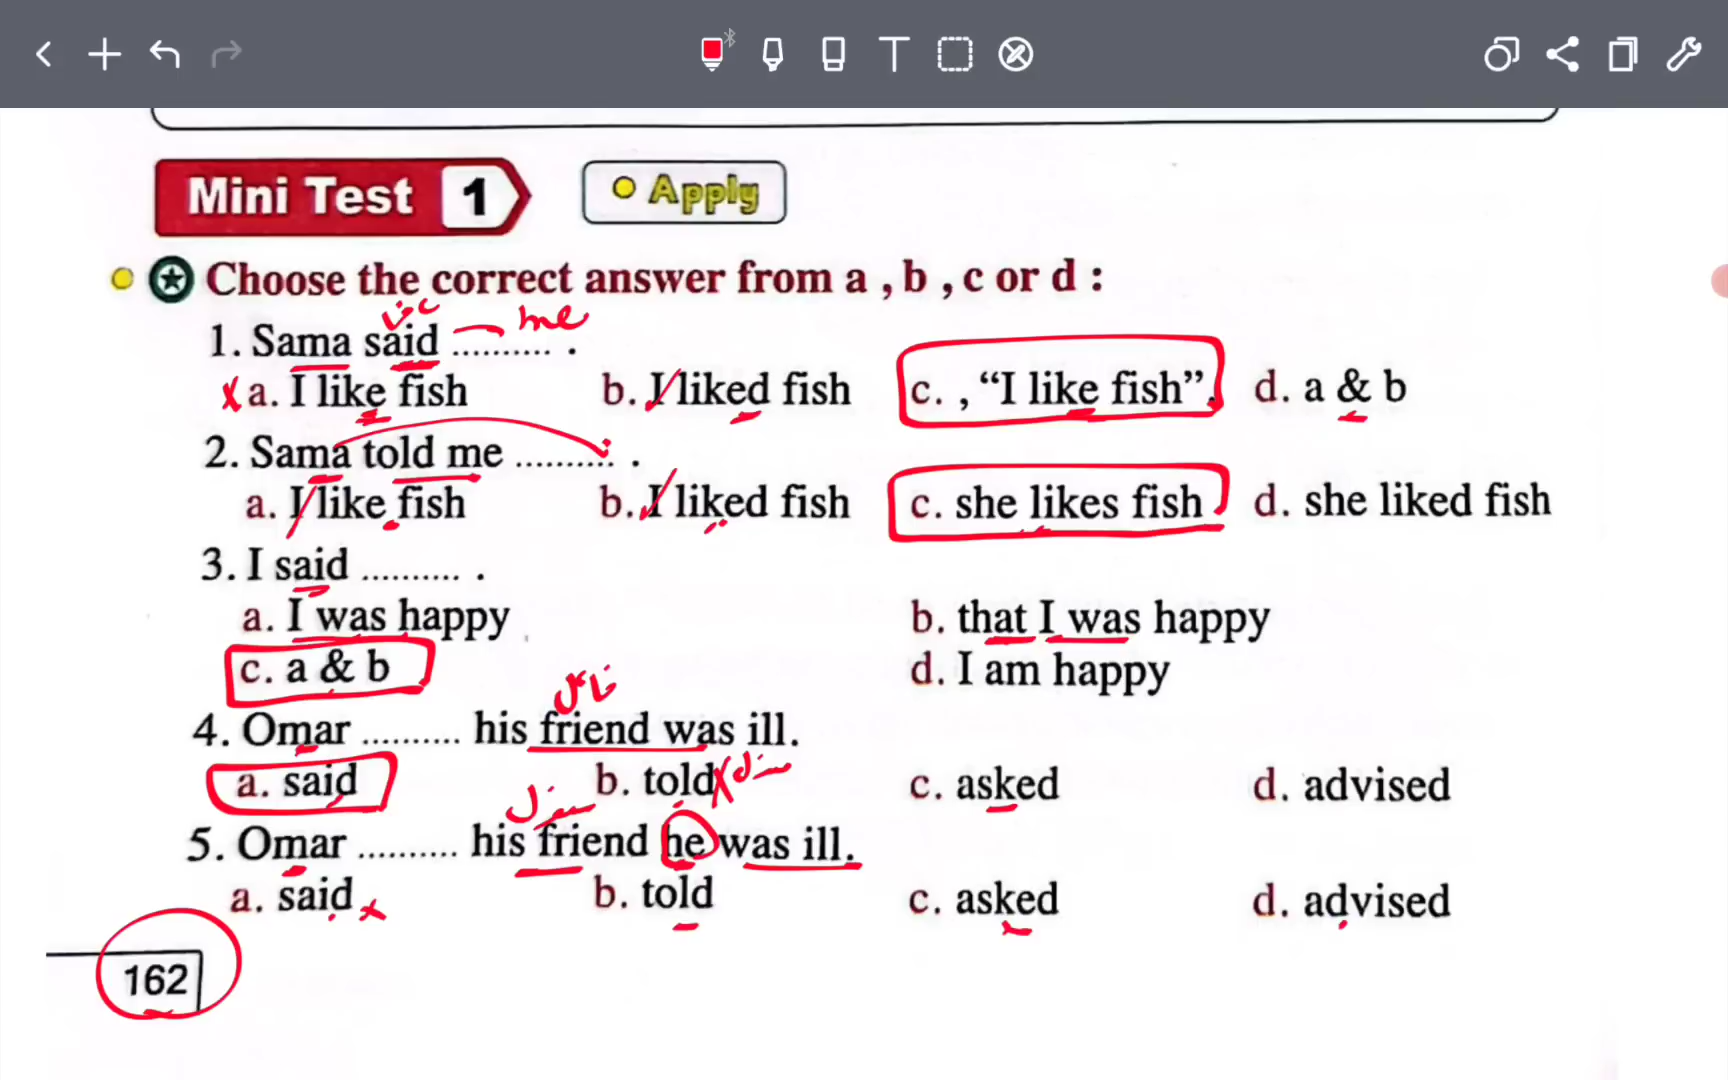 Mini Test 1
Apply
Choose the correct answer from a , b , c or d :
me
1. Sama said .......... .
x a. I like fish b. I liked fish c. , “I like fish”. d. a & b
2. Sama told me .......... .
a. I like fish b. I liked fish c. she likes fish d. she liked fish
3. I said .......... .
a. I was happy b. that I was happy
c. a & b d. I am happy
4. Omar .......... his friend was ill.
a. said b. told x c. asked d. advised
5. Omar .......... his friend he was ill.
a. said x b. told c. asked d. advised
162